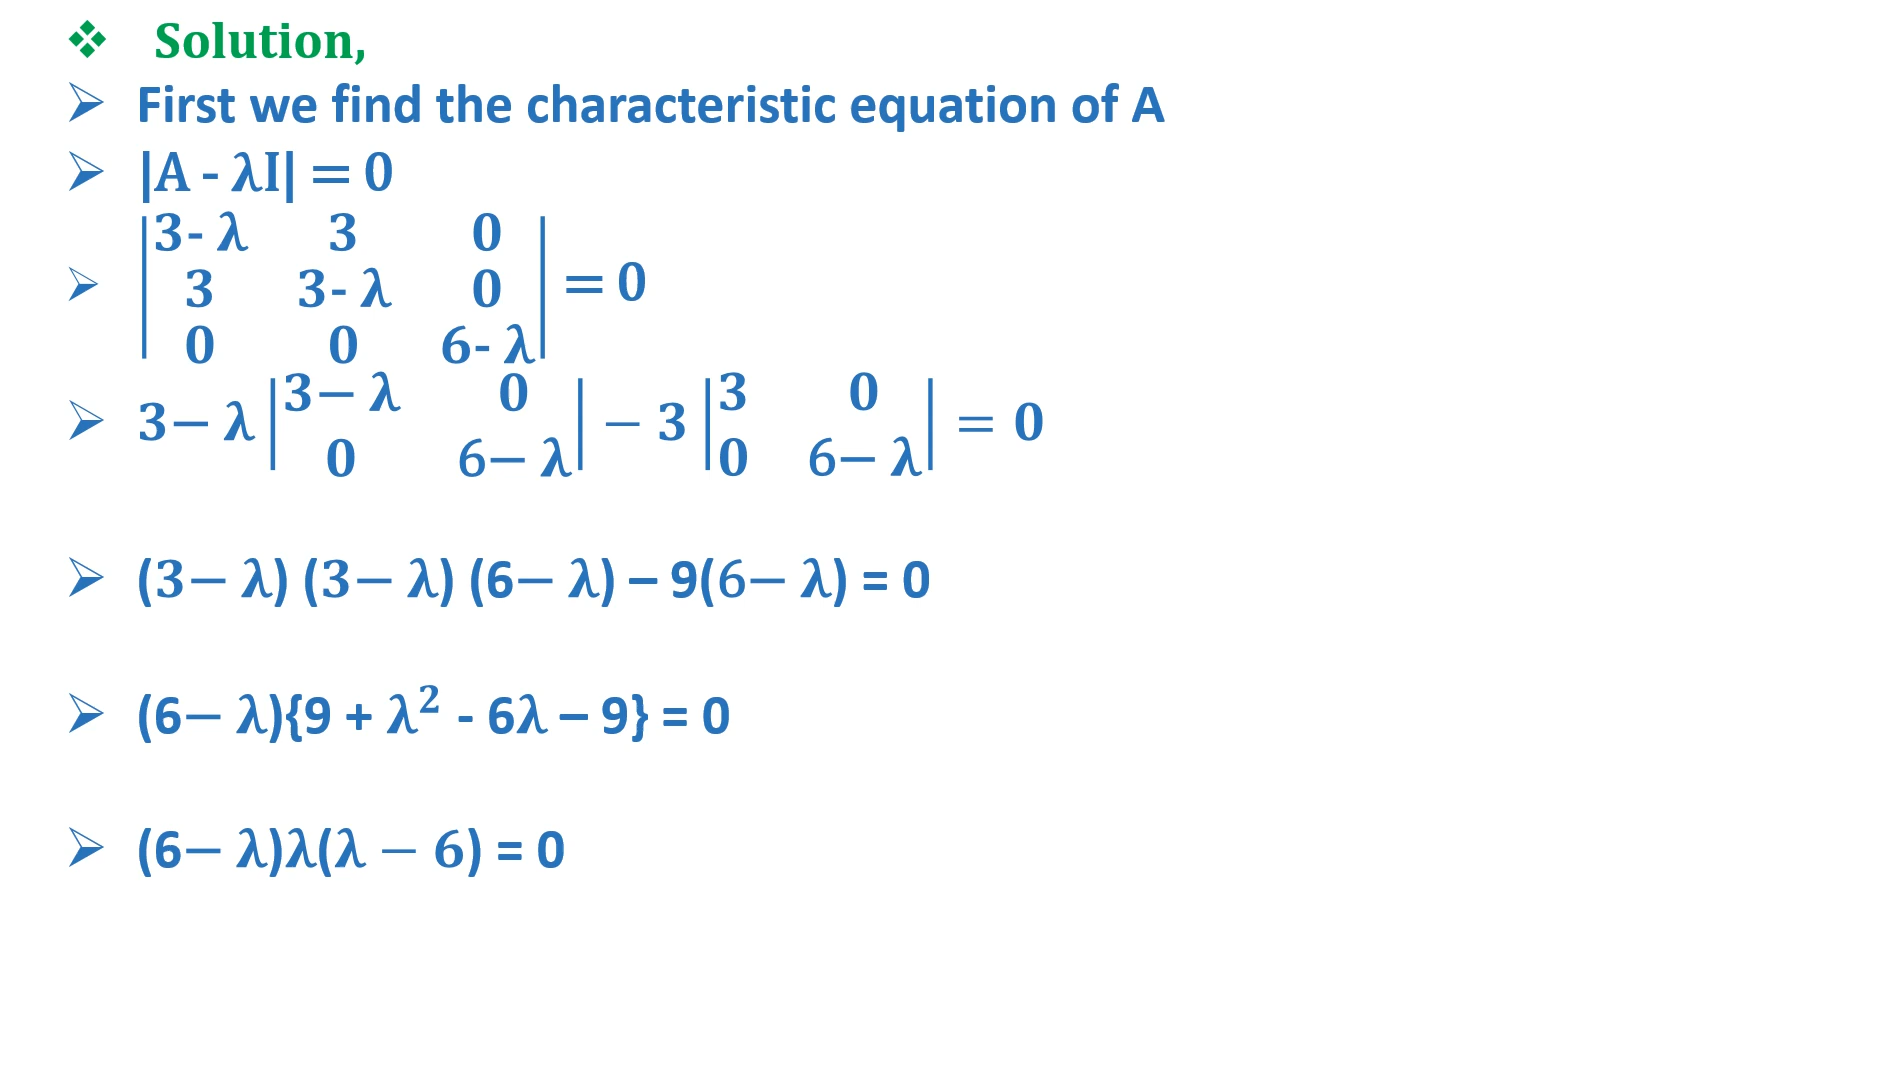 ❖ Solution,
➢ First we find the characteristic equation of A
➢ |A - λI| = 0
➢ |3- λ 3 0
3 3- λ 0
0 0 6- λ| = 0
➢ 3− λ |3− λ 0
0 6− λ| − 3 |3 0
0 6− λ| = 0
➢ (3− λ) (3− λ) (6− λ) – 9(6− λ) = 0
➢ (6− λ){9 + λ² - 6λ – 9} = 0
➢ (6− λ)λ(λ − 6) = 0